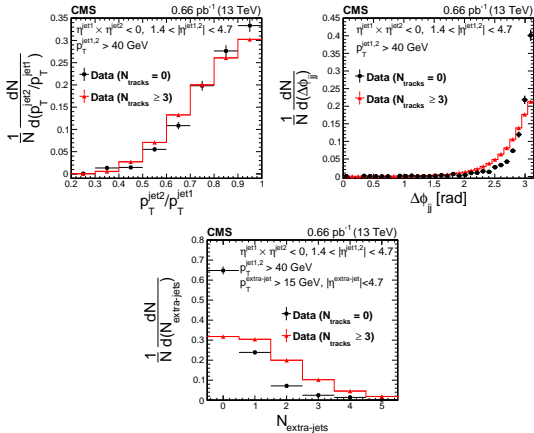 CMS 0.66 pb⁻¹ (13 TeV)
η^jet1 × η^jet2 < 0, 1.4 < |η^jet1,2| < 4.7
p_T^jet1,2 > 40 GeV
Data (N_tracks = 0)
Data (N_tracks ≥ 3)
1/N dN/d(p_T^jet2/p_T^jet1)
0.35
0.3
0.25
0.2
0.15
0.1
0.05
0
0.2 0.3 0.4 0.5 0.6 0.7 0.8 0.9 1
p_T^jet2/p_T^jet1
CMS 0.66 pb⁻¹ (13 TeV)
η^jet1 × η^jet2 < 0, 1.4 < |η^jet1,2| < 4.7
p_T^jet1,2 > 40 GeV
Data (N_tracks = 0)
Data (N_tracks ≥ 3)
1/N dN/d(Δφ_jj)
0.45
0.4
0.35
0.3
0.25
0.2
0.15
0.1
0.05
0
0 0.5 1 1.5 2 2.5 3
Δφ_jj [rad]
CMS 0.66 pb⁻¹ (13 TeV)
η^jet1 × η^jet2 < 0, 1.4 < |η^jet1,2| < 4.7
p_T^jet1,2 > 40 GeV
p_T^extra-jets > 15 GeV, |η^extra-jet| < 4.7
Data (N_tracks = 0)
Data (N_tracks ≥ 3)
1/N dN/d(N_extra-jets)
0.8
0.7
0.6
0.5
0.4
0.3
0.2
0.1
0
0 1 2 3 4 5
N_extra-jets